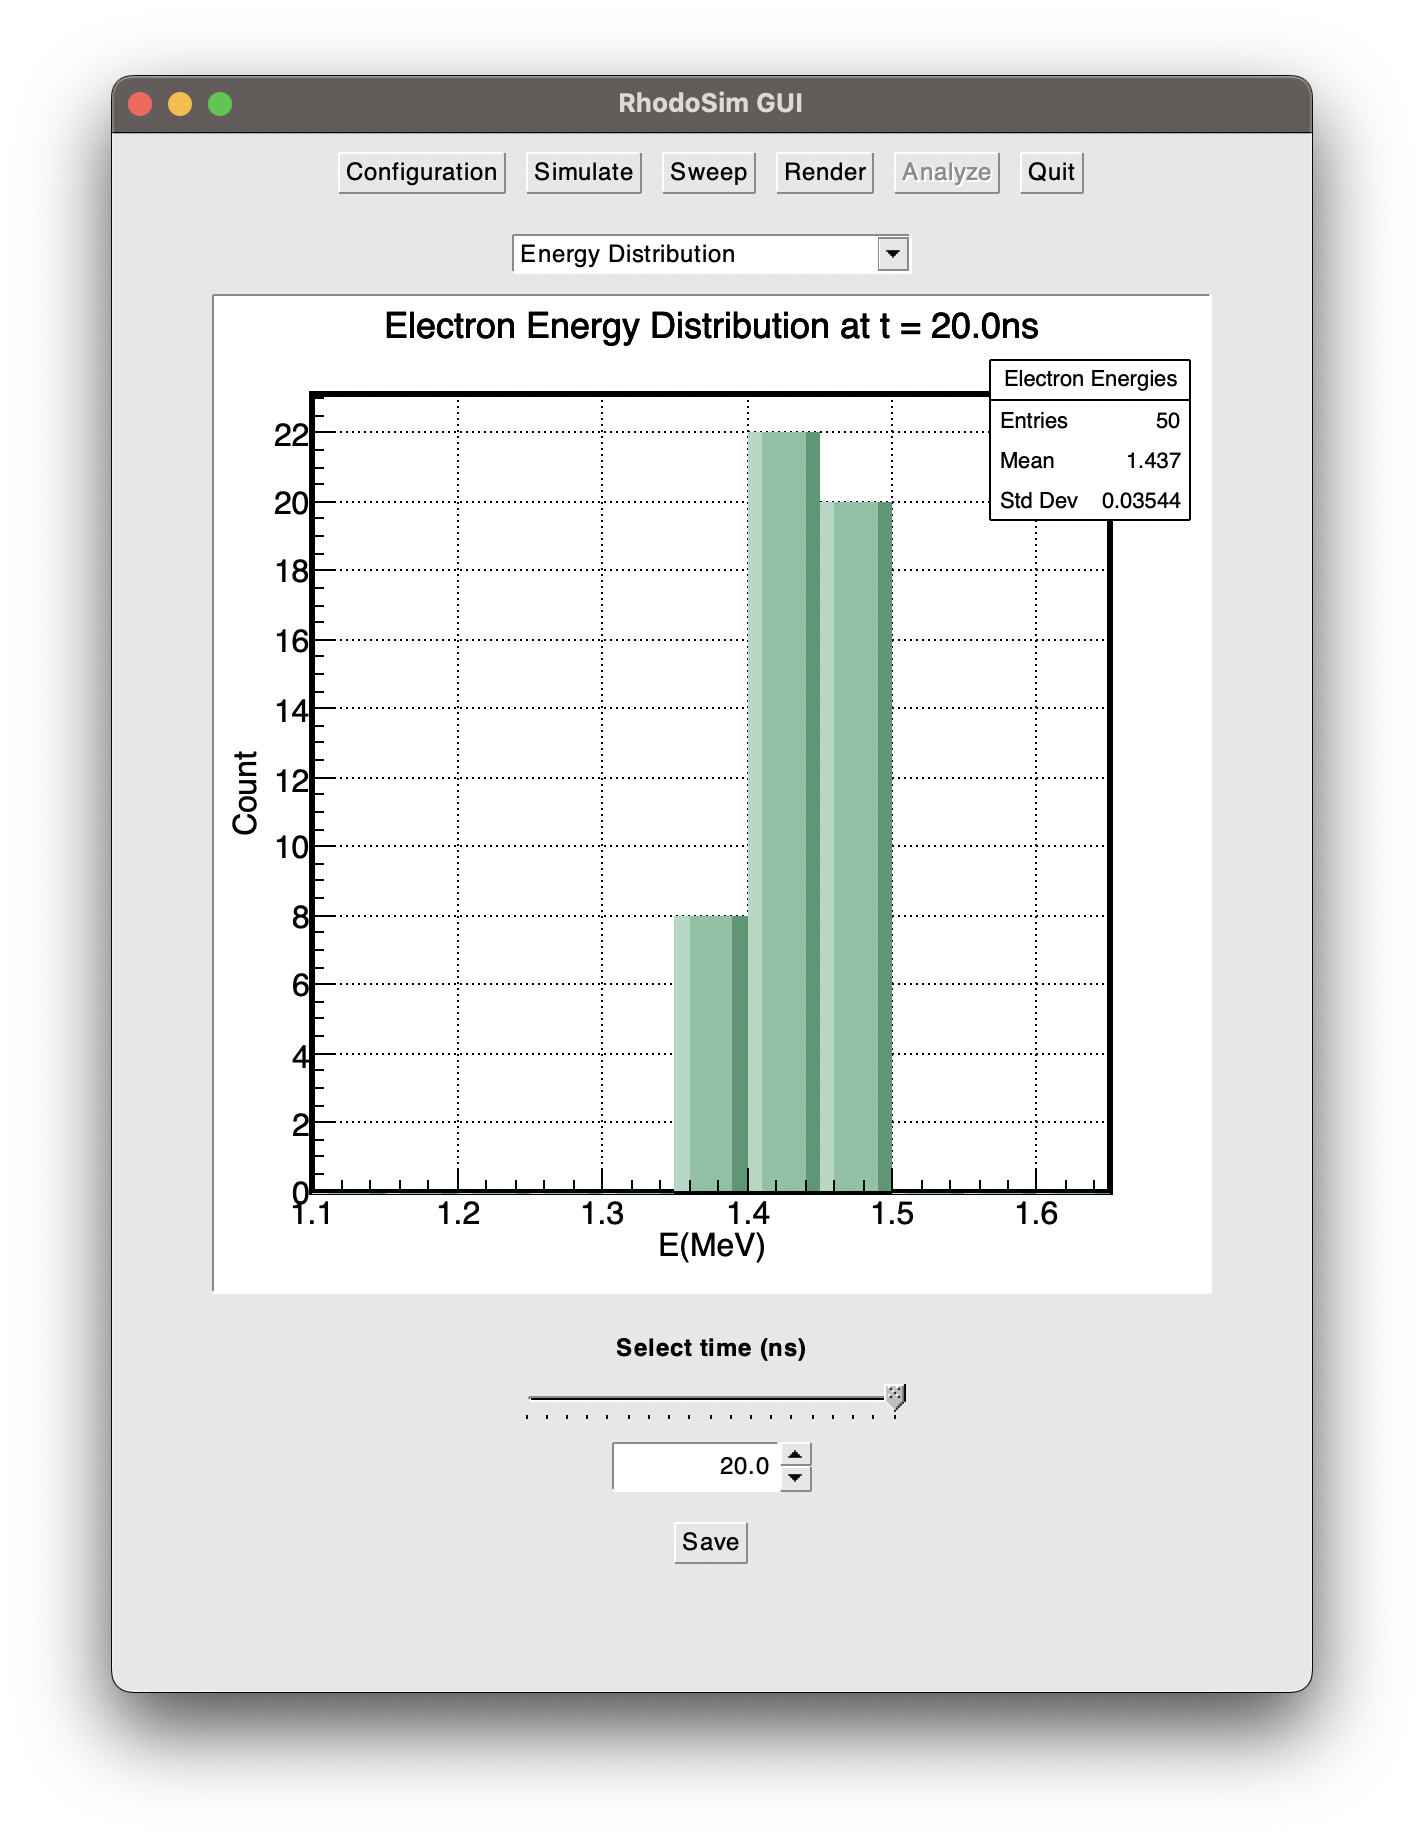 RhodoSim GUI
Configuration Simulate Sweep Render Analyze Quit
Energy Distribution
Electron Energy Distribution at t = 20.0ns
Electron Energies
Entries 50
Mean 1.437
Std Dev 0.03544
22
20
18
16
14
12
10
8
6
4
2
0
Count
1.1 1.2 1.3 1.4 1.5 1.6
E(MeV)
Select time (ns)
20.0
Save